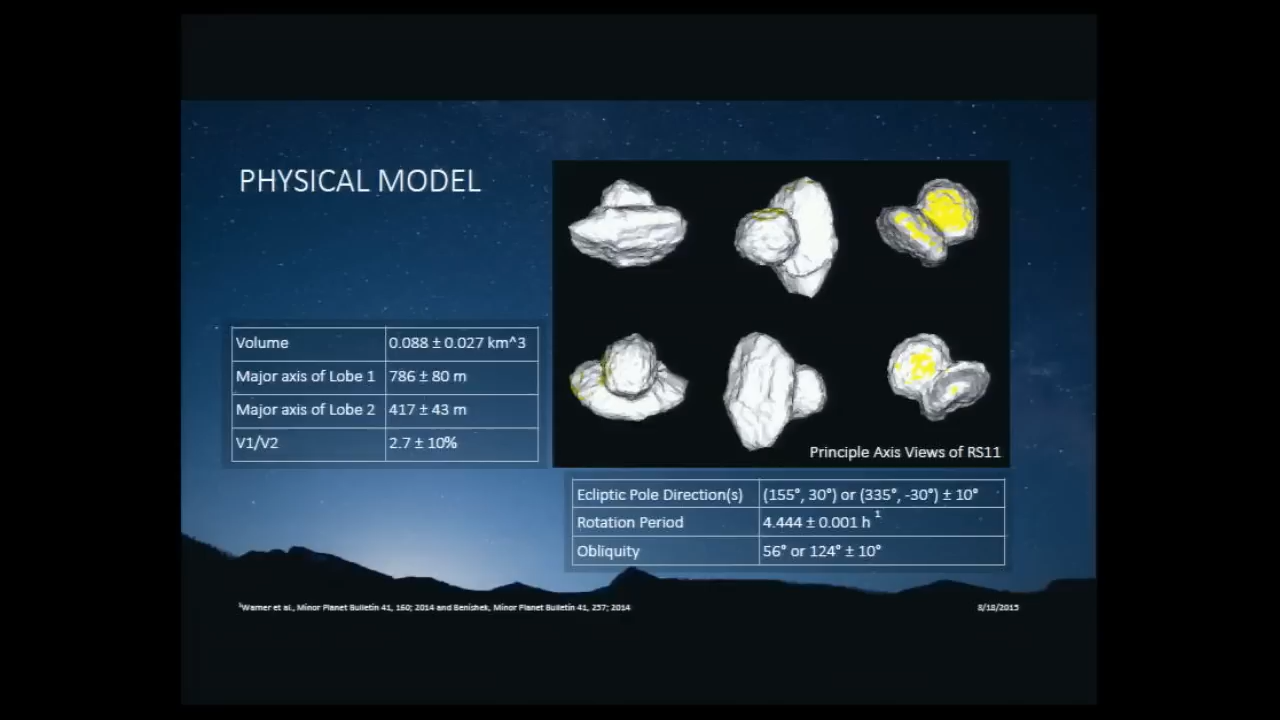 PHYSICAL MODEL
Volume 0.088 ± 0.027 km^3
Major axis of Lobe 1 786 ± 80 m
Major axis of Lobe 2 417 ± 43 m
V1/V2 2.7 ± 10%
Principle Axis Views of RS11
Ecliptic Pole Direction(s) (155°, 30°) or (335°, -30°) ± 10°
Rotation Period 4.444 ± 0.001 h ¹
Obliquity 56° or 124° ± 10°
¹Warner et al., Minor Planet Bulletin 41, 160; 2014 and Benishek, Minor Planet Bulletin 41, 257; 2014
8/18/2015